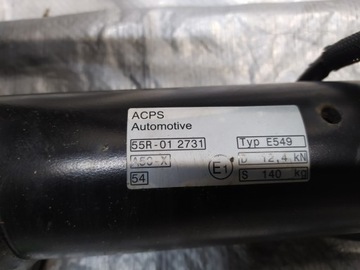 ACPS
Automotive
55R-01 2731
Typ E549
A50-X
E1
D 12,4 kN
54
S 140 kg